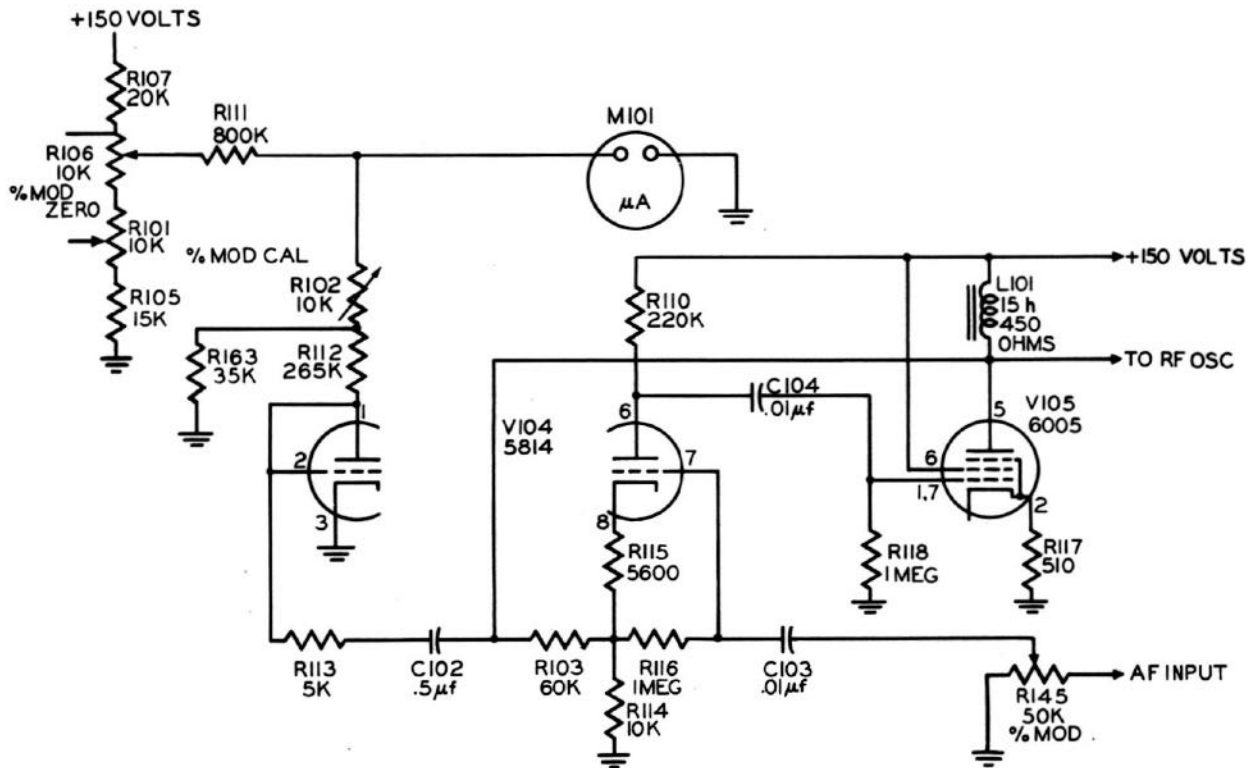 +150 VOLTS
R107
20K
R106
10K
% MOD
ZERO
R101
10K
R105
15K
R111
800K
M101
µA
% MOD CAL
R102
10K
R163
35K
R112
265K
1
2
3
V104
5814
R110
220K
C104
.01µf
6
7
8
R115
5600
+150 VOLTS
L101
15 h
450
OHMS
TO RF OSC
V105
6005
5
6
1,7
2
R118
1 MEG
R117
510
R113
5K
C102
.5µf
R103
60K
R116
1MEG
R114
10K
C103
.01µf
AF INPUT
R145
50K
% MOD